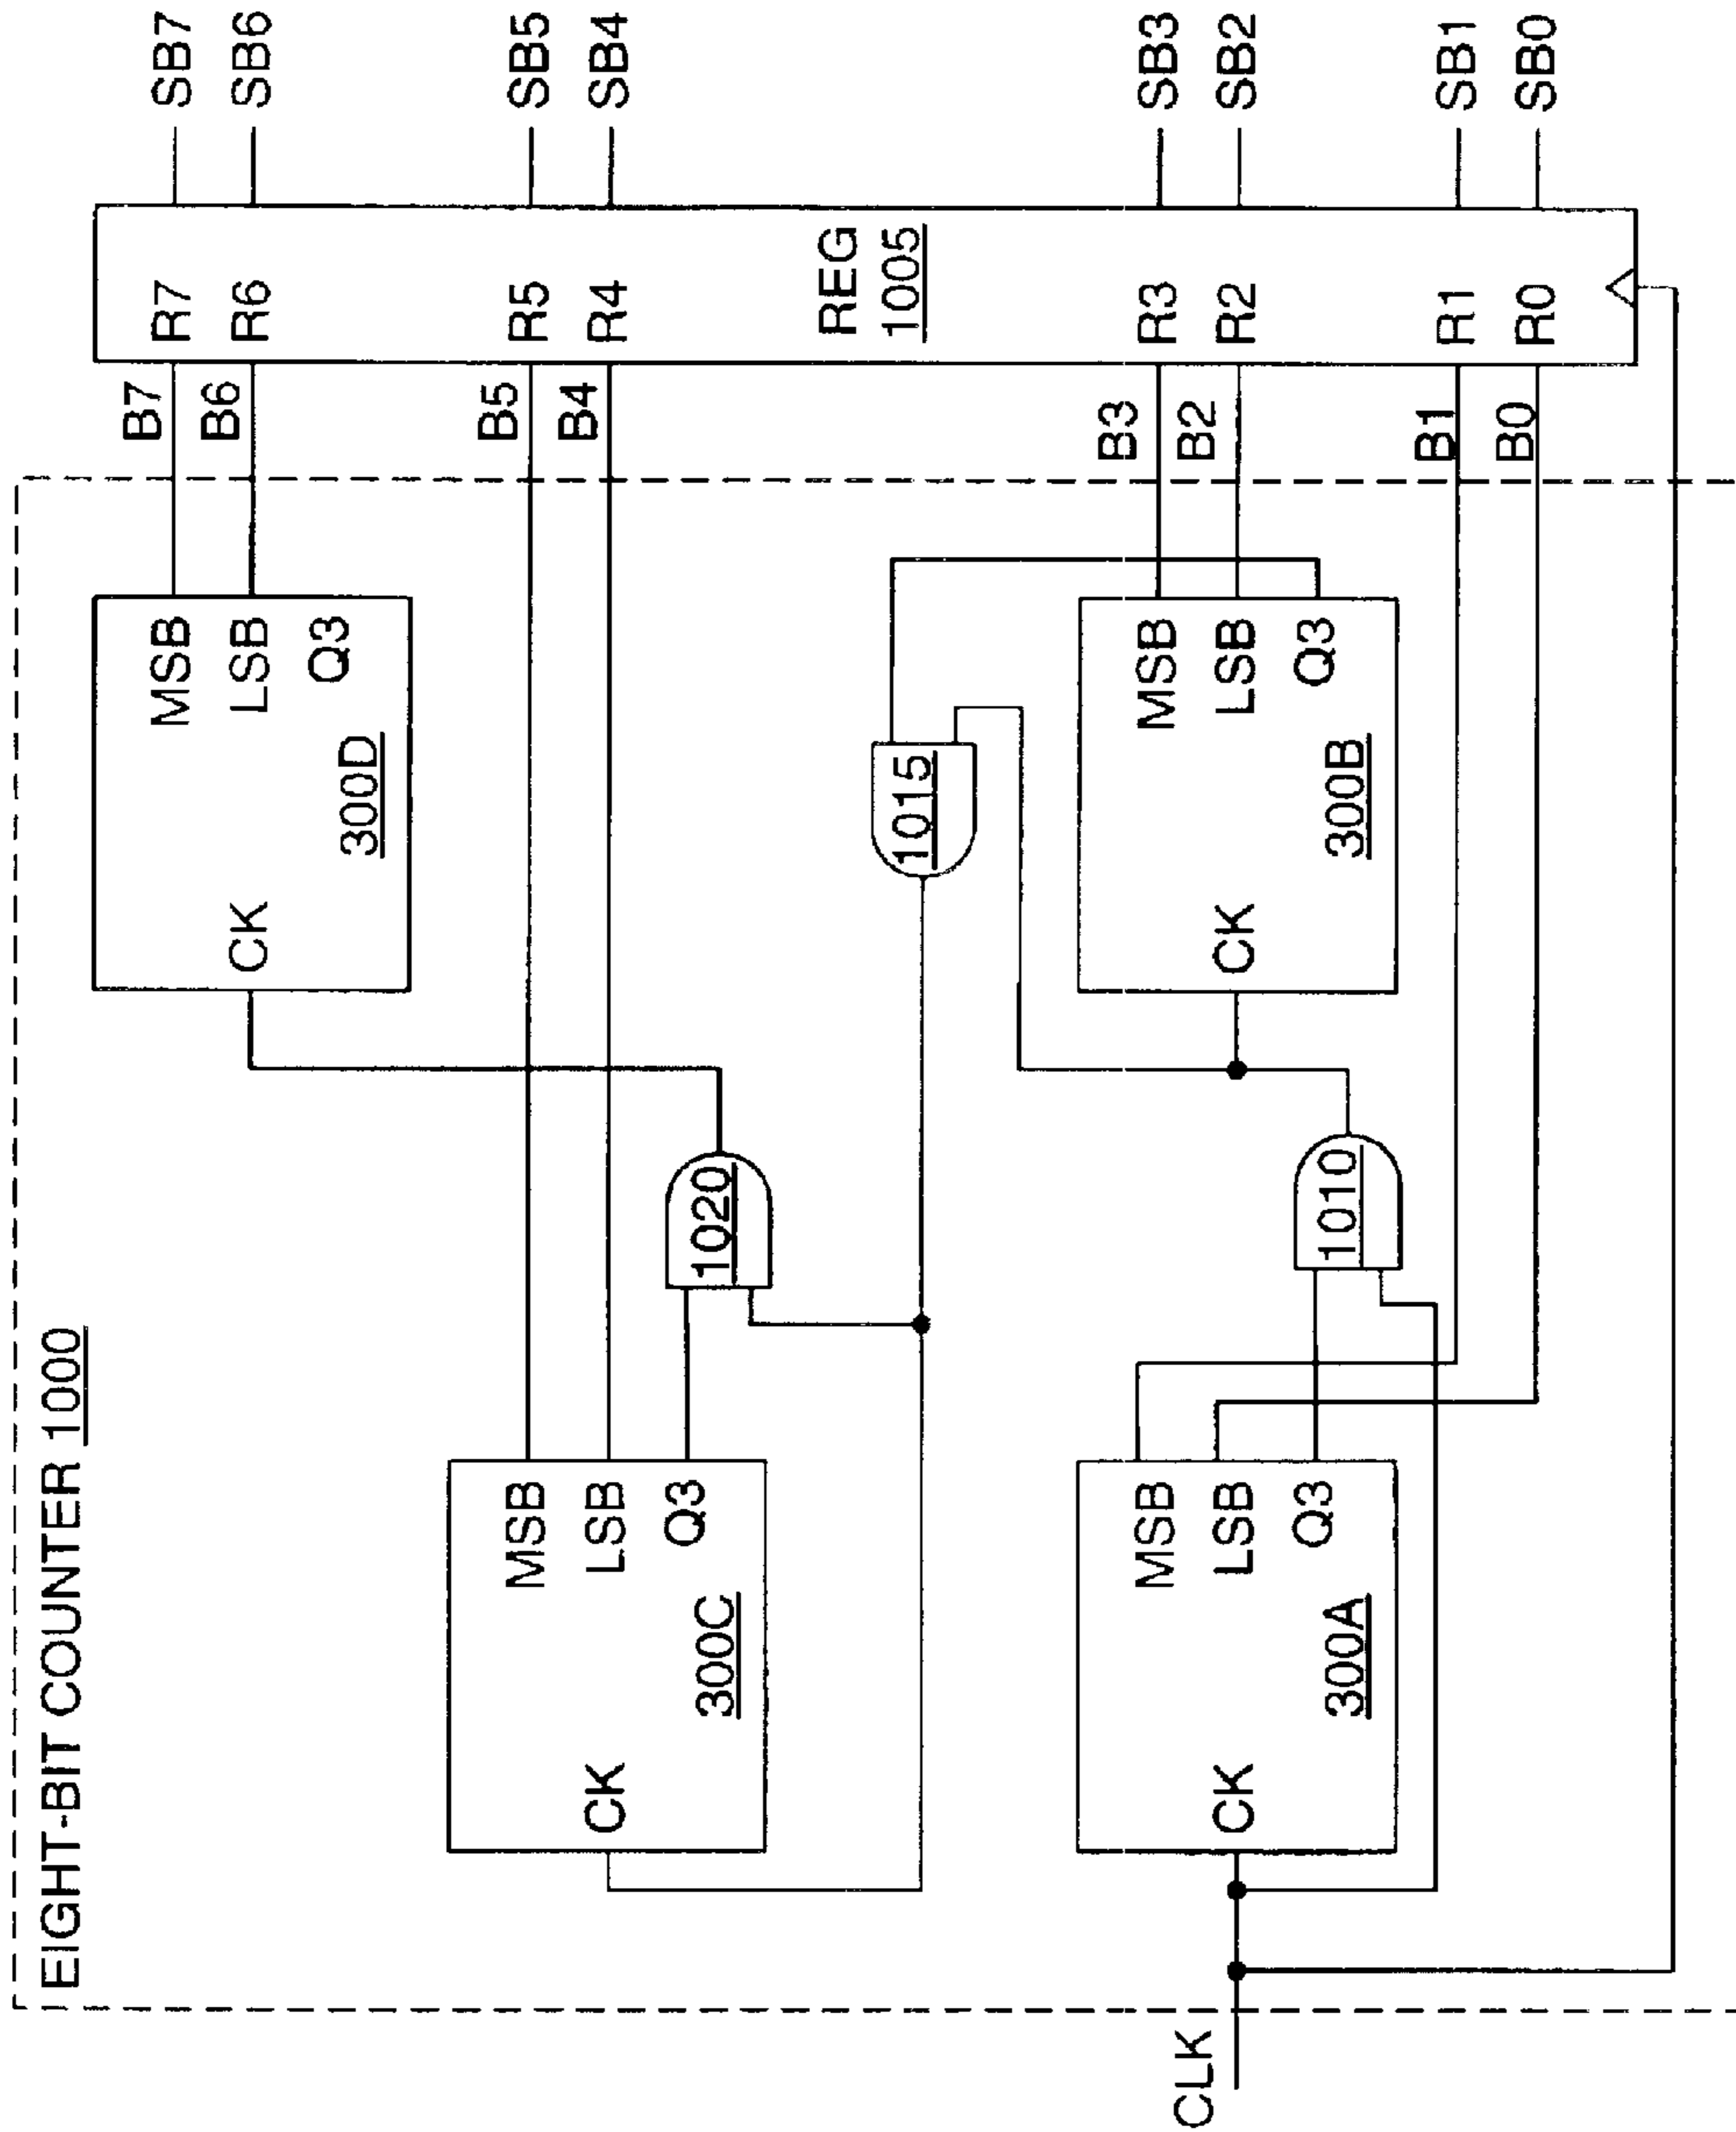 EIGHT-BIT COUNTER 1000
MSB
LSB
Q3
CK
300D
B7
B6
R7
R6
SB7
SB6
MSB
LSB
Q3
CK
300C
1020
B5
B4
R5
R4
SB5
SB4
REG
1005
1015
MSB
LSB
Q3
CK
300B
B3
B2
R3
R2
SB3
SB2
CLK
MSB
LSB
Q3
CK
300A
1010
B1
B0
R1
R0
SB1
SB0